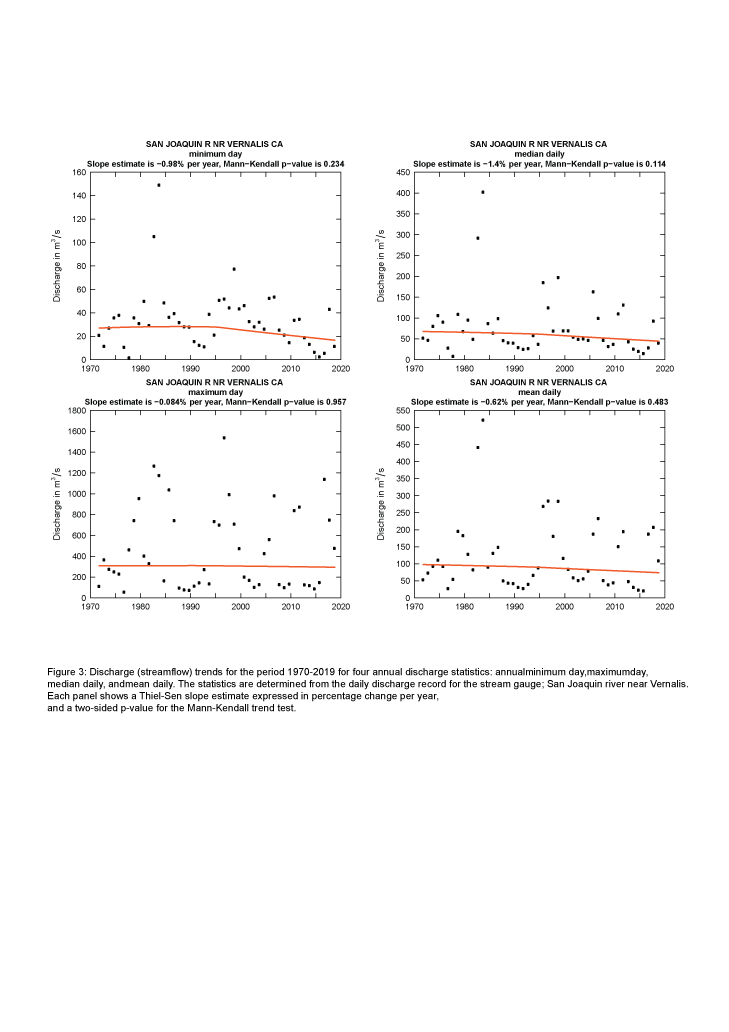 SAN JOAQUIN R NR VERNALIS CA
minimum day
Slope estimate is −0.98% per year, Mann−Kendall p−value is 0.234
160
140
120
100
80
60
40
20
0
Discharge in m³/s
1970 1980 1990 2000 2010 2020
SAN JOAQUIN R NR VERNALIS CA
median daily
Slope estimate is −1.4% per year, Mann−Kendall p−value is 0.114
450
400
350
300
250
200
150
100
50
0
Discharge in m³/s
1970 1980 1990 2000 2010 2020
SAN JOAQUIN R NR VERNALIS CA
maximum day
Slope estimate is −0.084% per year, Mann−Kendall p−value is 0.957
1800
1600
1400
1200
1000
800
600
400
200
0
Discharge in m³/s
1970 1980 1990 2000 2010 2020
SAN JOAQUIN R NR VERNALIS CA
mean daily
Slope estimate is −0.62% per year, Mann−Kendall p−value is 0.483
550
500
450
400
350
300
250
200
150
100
50
0
Discharge in m³/s
1970 1980 1990 2000 2010 2020
Figure 3: Discharge (streamflow) trends for the period 1970-2019 for four annual discharge statistics: annualminimum day,maximumday,
median daily, andmean daily. The statistics are determined from the daily discharge record for the stream gauge; San Joaquin river near Vernalis.
Each panel shows a Thiel-Sen slope estimate expressed in percentage change per year,
and a two-sided p-value for the Mann-Kendall trend test.